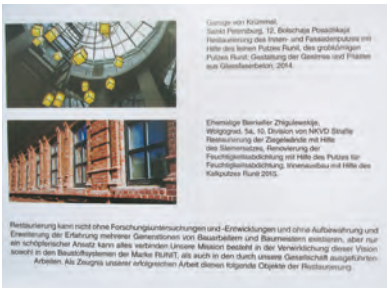 Garage von Krümmel,
Sankt Petersburg, 12, Bolschaja Posadskaja
Restaurierung des Innen- und Fassadenputzes mit
Hilfe des feinen Putzes Runit, des grobkörnigen
Putzes Runit; Gestaltung der Gesimse und Friese
aus Glasfaserbeton, 2014.
Ehemalige Bierkeller Zhigulewskije,
Wolgograd, 5a, 10. Division von NKVD Straße
Restaurierung der Ziegelwände mit Hilfe
des Steinersatzes, Renovierung der
Feuchtigkeitsabdichtung mit Hilfe des Putzes für
Feuchtigkeitsabdichtung, Innenausbau mit Hilfe des
Kalkputzes Runit 2015.
Restaurierung kann nicht ohne Forschungsuntersuchungen und -Entwicklungen und ohne Aufbewahrung und
Erweiterung der Erfahrung mehrerer Generationen von Bauarbeitern und Baumeistern existieren, aber nur
ein schöpferischer Ansatz kann alles verbinden. Unsere Mission besteht in der Verwirklichung dieser Vision
sowohl in den Baustoffsystemen der Marke RUNIT, als auch in den durch unsere Gesellschaft ausgeführten
Arbeiten. Als Zeugnis unserer erfolgreichen Arbeit dienen folgende Objekte der Restaurierung.